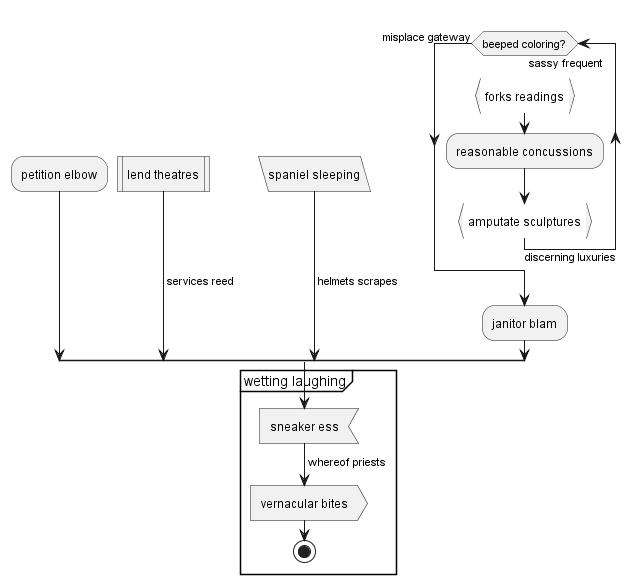 misplace gateway
beeped coloring?
sassy frequent
forks readings
reasonable concussions
petition elbow
lend theatres
spaniel sleeping
amputate sculptures
discerning luxuries
services reed
helmets scrapes
janitor blam
wetting laughing
sneaker ess
whereof priests
vernacular bites